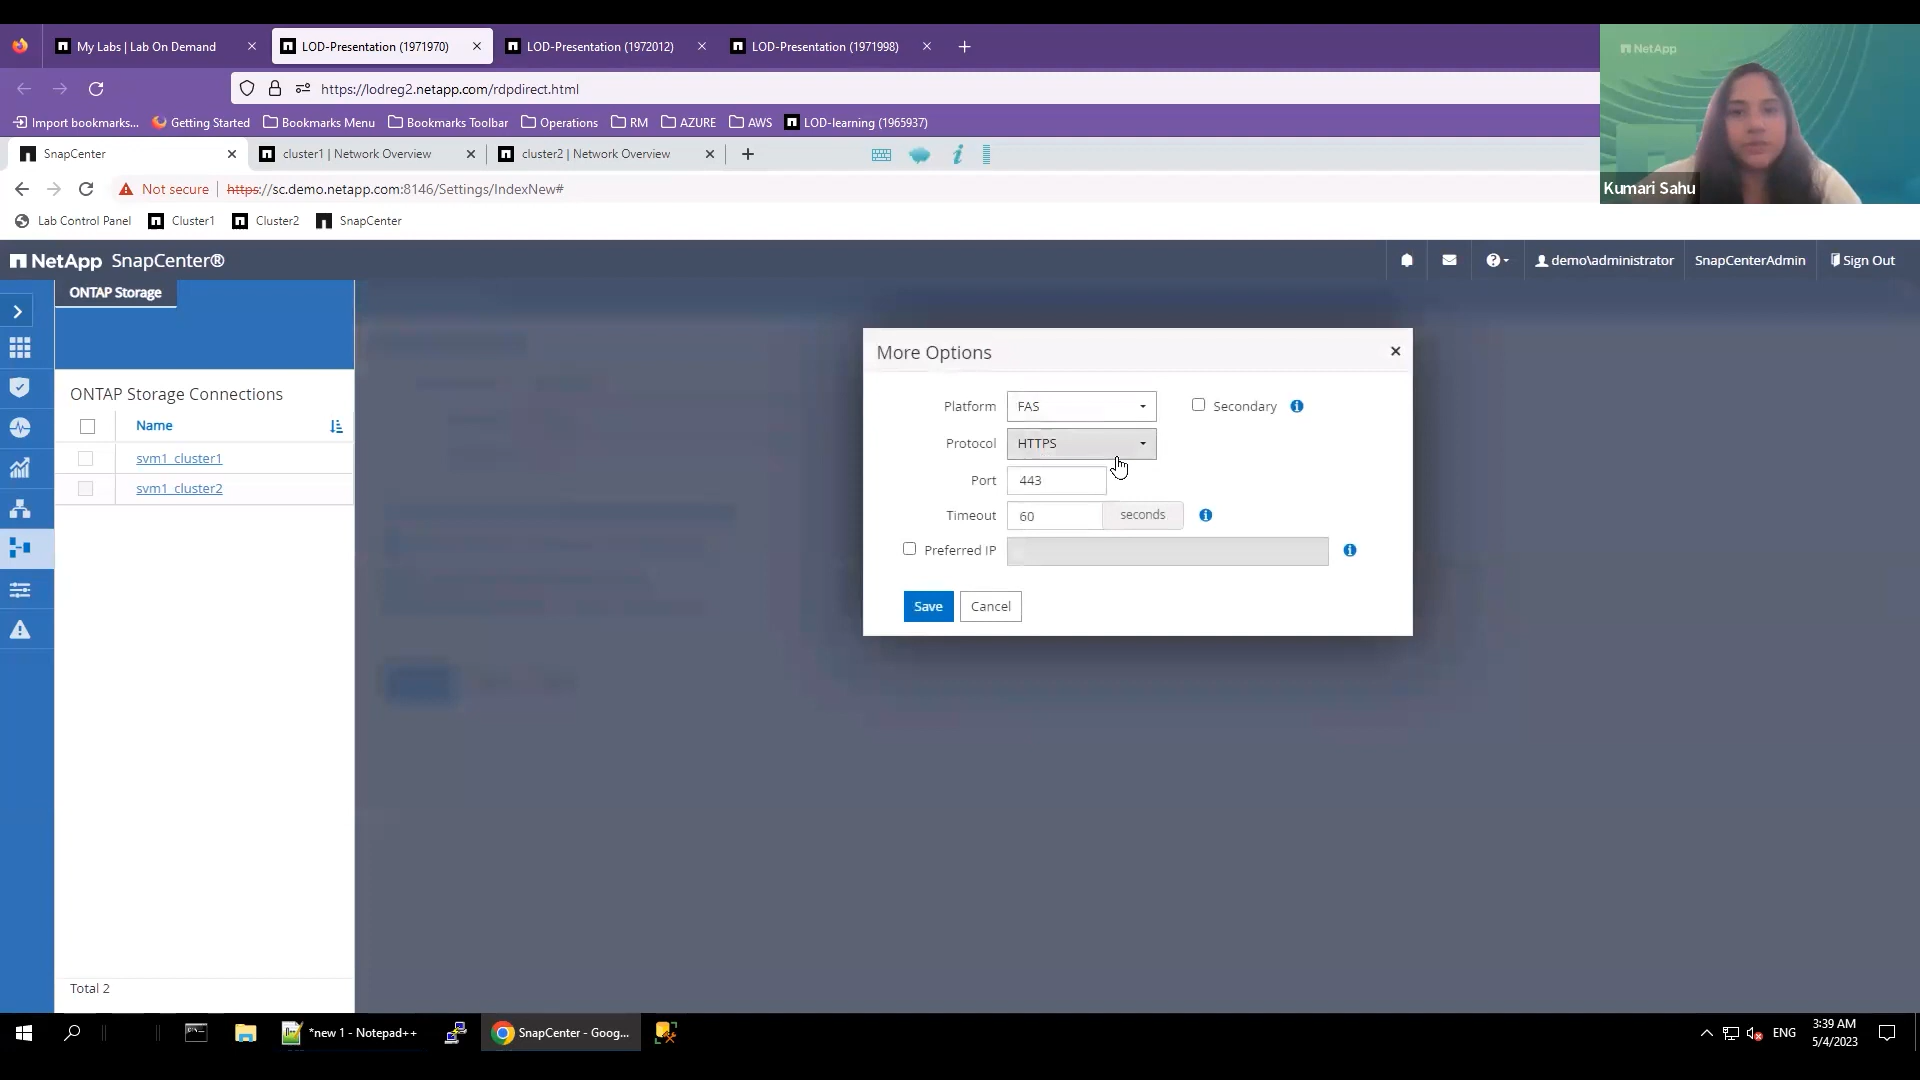 My Labs | Lab On Demand
LOD-Presentation (1971970)
LOD-Presentation (1972012)
LOD-Presentation (1971998)
https://lodreg2.netapp.com/rdpdirect.html
Import bookmarks...
Getting Started
Bookmarks Menu
Bookmarks Toolbar
Operations
RM
AZURE
AWS
LOD-learning (1965937)
NetApp
Kumari Sahu
SnapCenter
cluster1 | Network Overview
cluster2 | Network Overview
Not secure
https://sc.demo.netapp.com:8146/Settings/IndexNew#
Lab Control Panel
Cluster1
Cluster2
SnapCenter
NetApp SnapCenter®
demo\administrator
SnapCenterAdmin
Sign Out
ONTAP Storage
ONTAP Storage Connections
Name
svm1_cluster1
svm1_cluster2
Total 2
More Options
Platform FAS Secondary
Protocol HTTPS
Port 443
Timeout 60 seconds
Preferred IP
Save Cancel
*new 1 - Notepad++
SnapCenter - Goog...
ENG
3:39 AM
5/4/2023